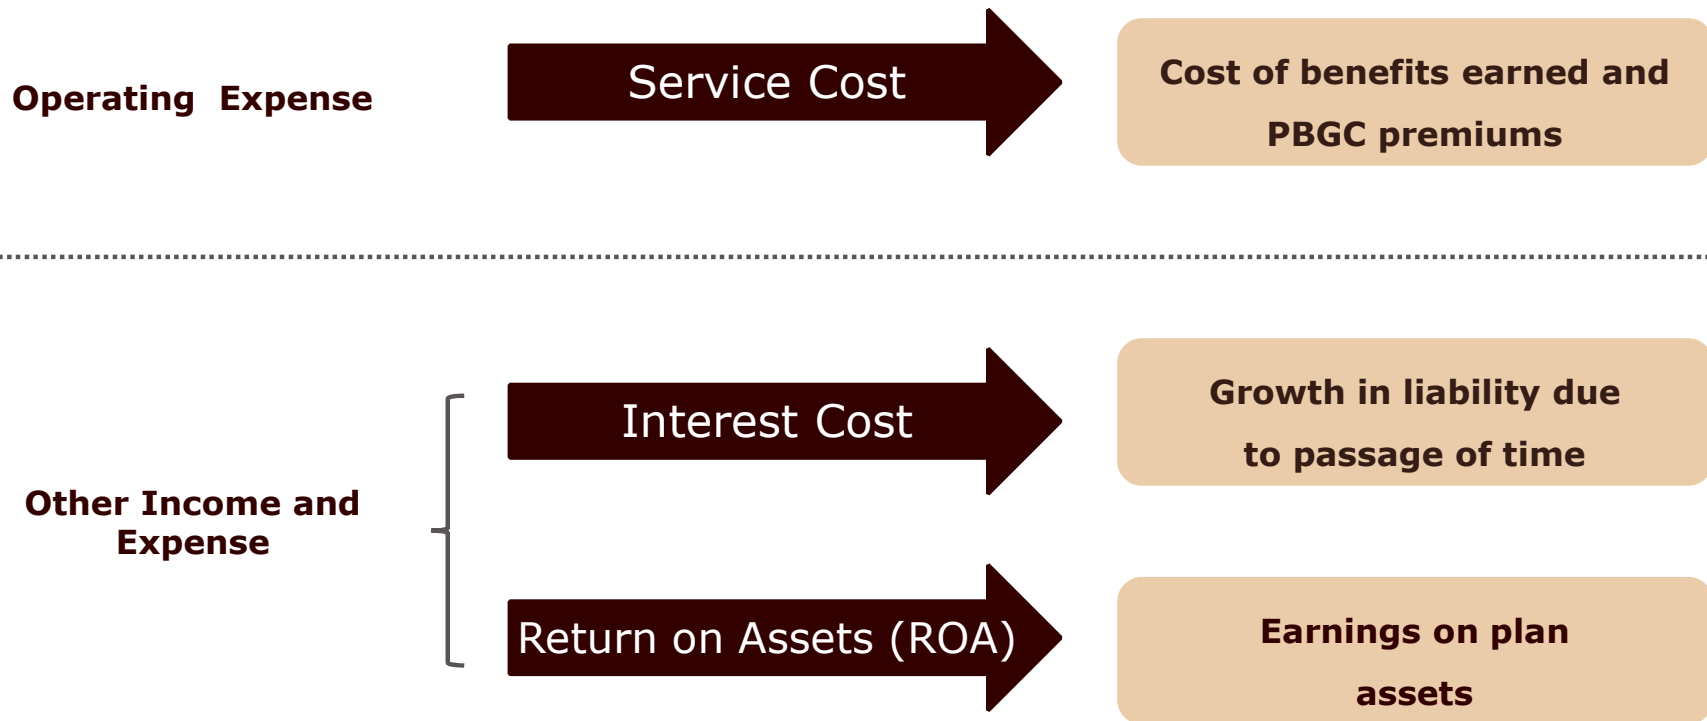 Operating Expense
Service Cost
Cost of benefits earned and
PBGC premiums
Interest Cost
Growth in liability due
to passage of time
Other Income and
Expense
Return on Assets (ROA)
Earnings on plan
assets